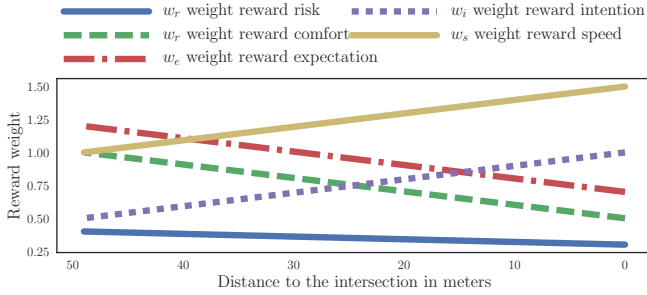 w_r weight reward risk
w_r weight reward comfort
w_e weight reward expectation
w_i weight reward intention
w_s weight reward speed
Reward weight
1.50
1.25
1.00
0.75
0.50
0.25
50 40 30 20 10 0
Distance to the intersection in meters